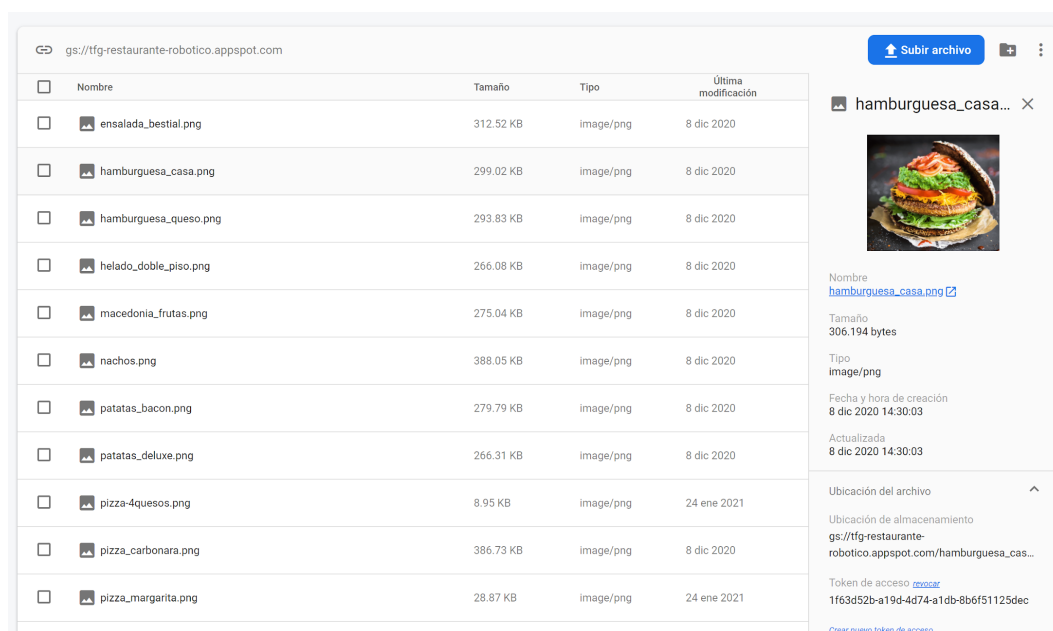 gs://tfg-restaurante-robotico.appspot.com
Subir archivo
Nombre Tamaño Tipo Última modificación
ensalada_bestial.png 312.52 KB image/png 8 dic 2020
hamburguesa_casa.png 299.02 KB image/png 8 dic 2020
hamburguesa_queso.png 293.83 KB image/png 8 dic 2020
helado_doble_piso.png 266.08 KB image/png 8 dic 2020
macedonia_frutas.png 275.04 KB image/png 8 dic 2020
nachos.png 388.05 KB image/png 8 dic 2020
patatas_bacon.png 279.79 KB image/png 8 dic 2020
patatas_deluxe.png 266.31 KB image/png 8 dic 2020
pizza-4quesos.png 8.95 KB image/png 24 ene 2021
pizza_carbonara.png 386.73 KB image/png 8 dic 2020
pizza_margarita.png 28.87 KB image/png 24 ene 2021
hamburguesa_casa...
Nombre
hamburguesa_casa.png
Tamaño
306.194 bytes
Tipo
image/png
Fecha y hora de creación
8 dic 2020 14:30:03
Actualizada
8 dic 2020 14:30:03
Ubicación del archivo
Ubicación de almacenamiento
gs://tfg-restaurante-
robotico.appspot.com/hamburguesa_cas...
Token de acceso revocar
1f63d52b-a19d-4d74-a1db-8b6f51125dec
Crear nuevo token de acceso